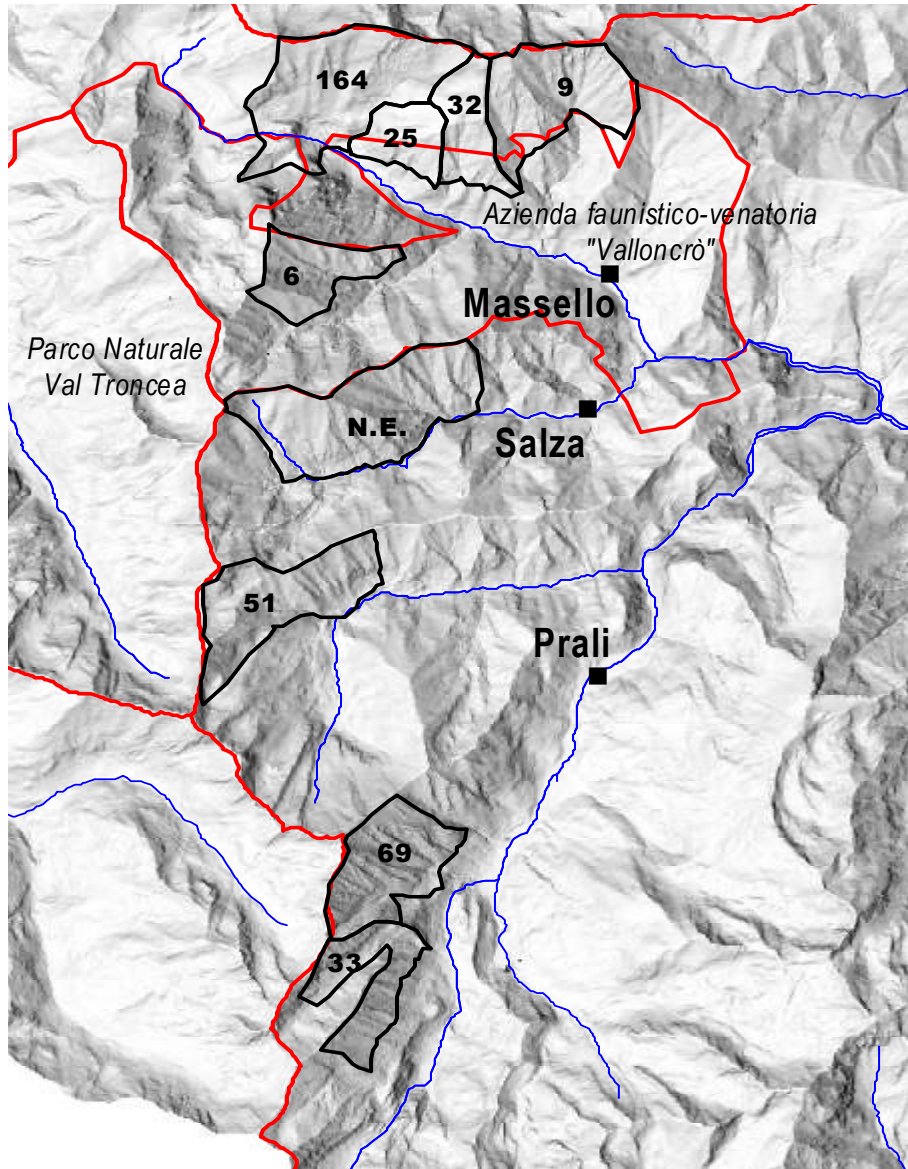 164
32
9
25
Azienda faunistico-venatoria
"Valloncrò"
6
Massello
Parco Naturale
Val Troncea
N.E.
Salza
51
Prali
69
33